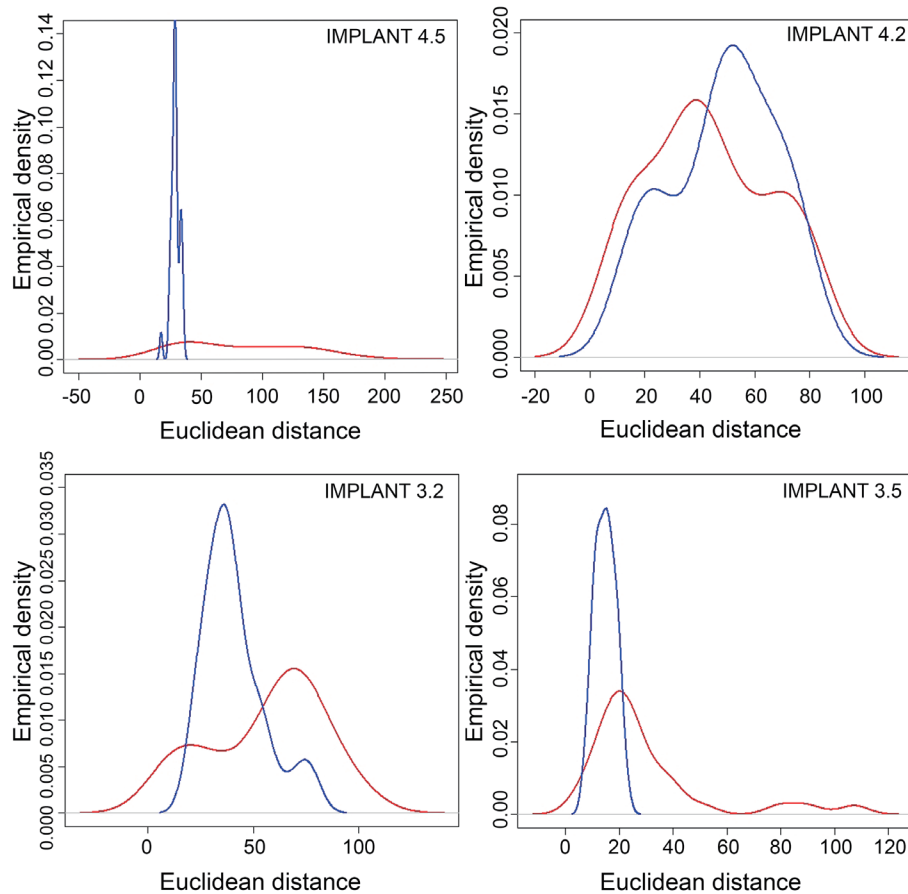 IMPLANT 4.5
Empirical density
0.00 0.02 0.04 0.06 0.08 0.10 0.12 0.14
-50 0 50 100 150 200 250
Euclidean distance
IMPLANT 4.2
Empirical density
0.000 0.005 0.010 0.015 0.020
-20 0 20 40 60 80 100
Euclidean distance
IMPLANT 3.2
Empirical density
0.000 0.005 0.010 0.015 0.020 0.025 0.030 0.035
0 50 100
Euclidean distance
IMPLANT 3.5
Empirical density
0.00 0.02 0.04 0.06 0.08
0 20 40 60 80 100 120
Euclidean distance